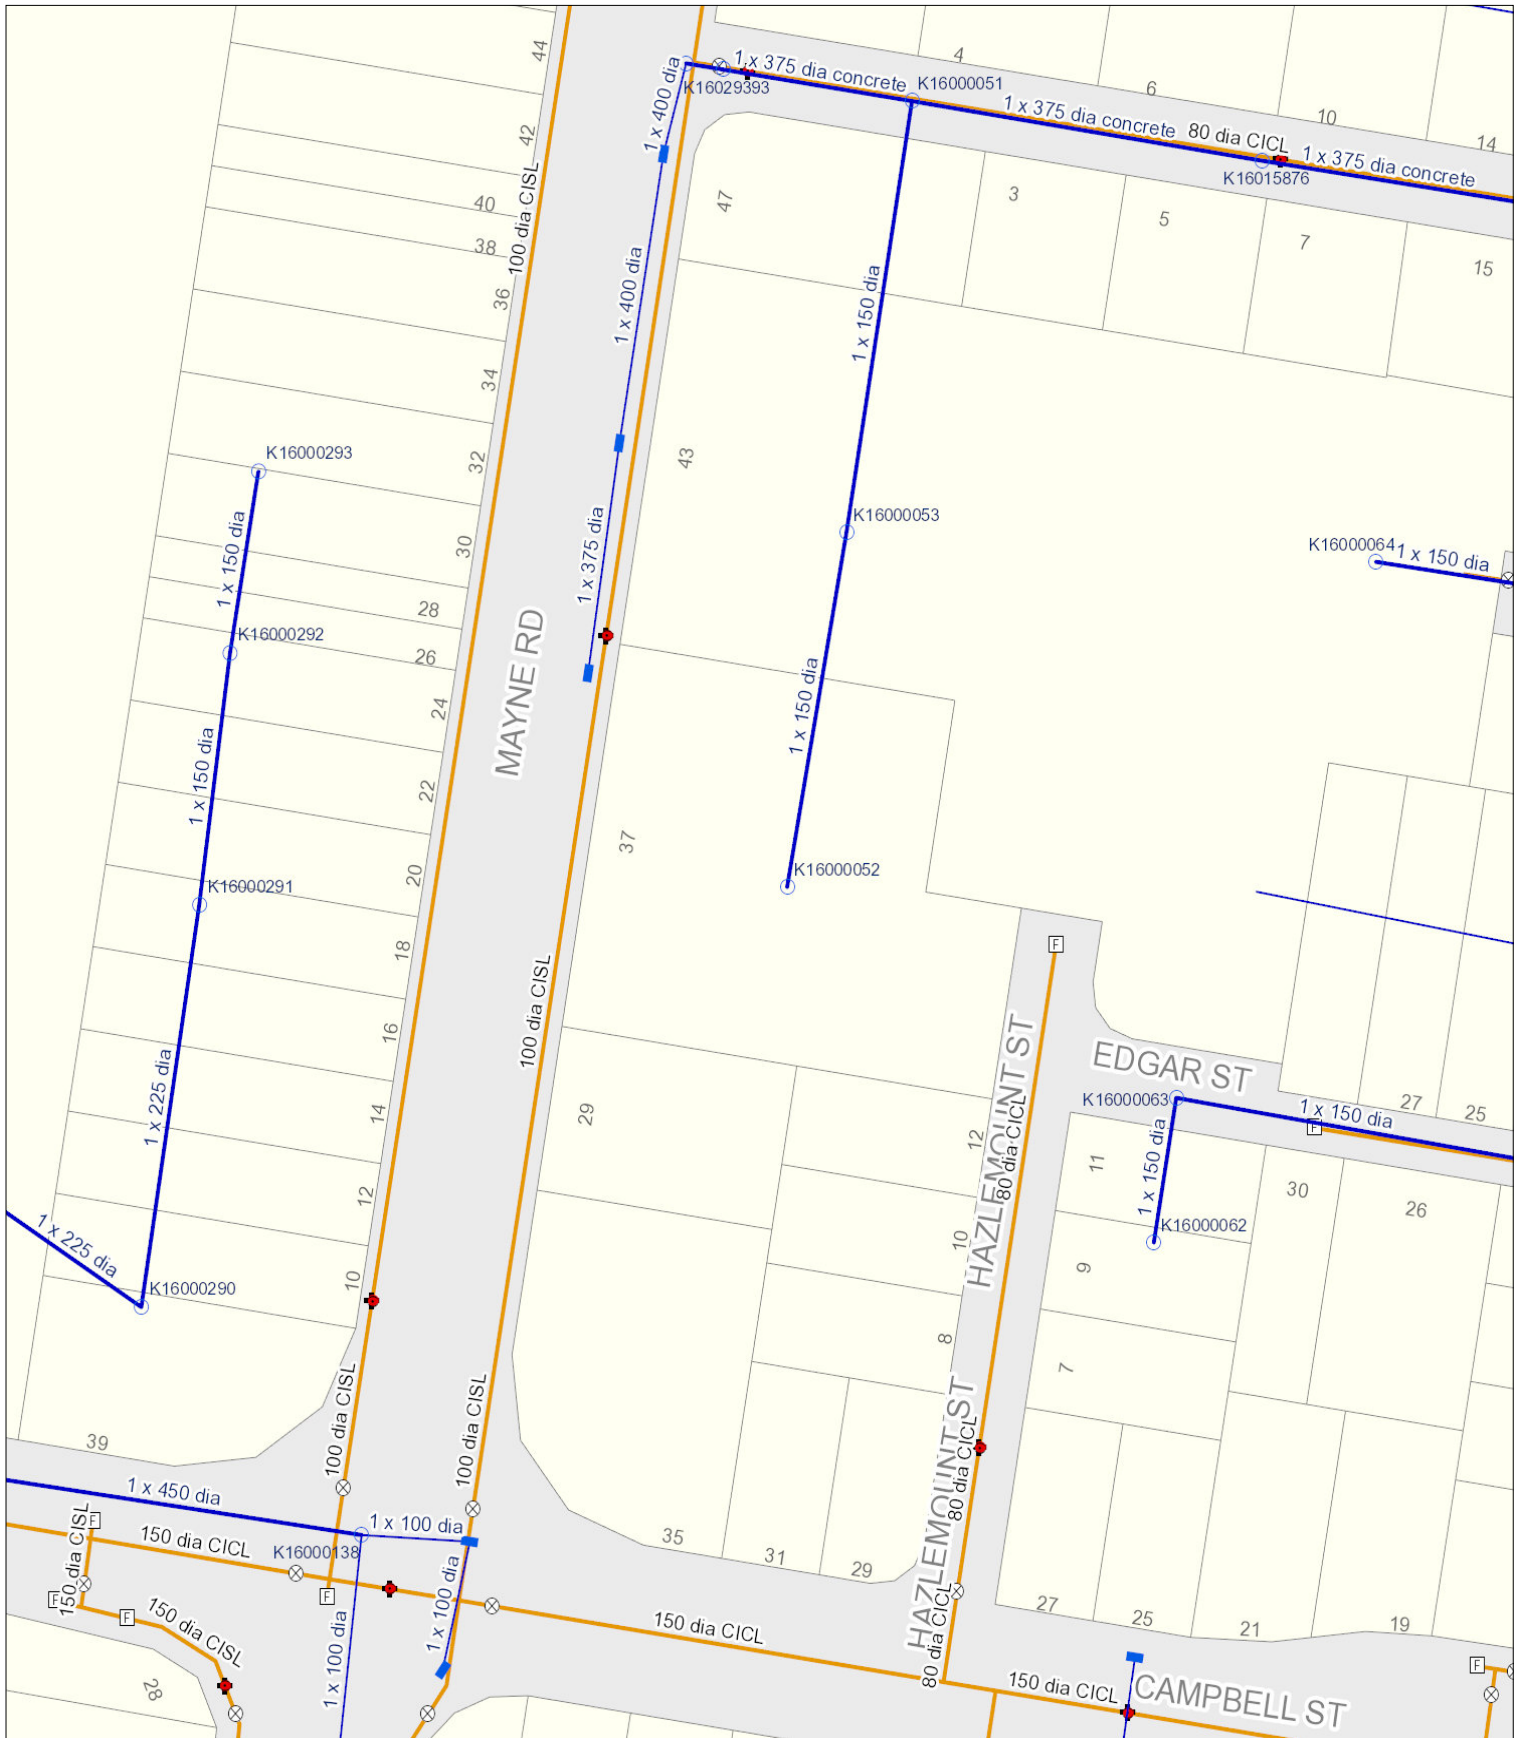 44
4
1 x 375 dia concrete
K16029393
K16000051
1 x 400 dia
6
1 x 375 dia concrete
80 dia CICL
10
14
1 x 375 dia concrete
K16015876
42
100 dia CISL
40
38
36
47
3
5
7
15
1 x 400 dia
1 x 150 dia
34
32
43
K16000293
1 x 150 dia
30
1 x 375 dia
K16000053
K16000064
1 x 150 dia
28
K16000292
26
24
MAYNE RD
1 x 150 dia
1 x 150 dia
22
37
K16000052
20
K16000291
18
100 dia CISL
16
F
HAZLEMOUNT ST
80 dia CICL
EDGAR ST
K16000063
1 x 150 dia
F
27
25
1 x 225 dia
14
29
12
11
1 x 150 dia
30
26
K16000062
12
10
9
1 x 225 dia
K16000290
10
8
7
100 dia CISL
100 dia CISL
HAZLEMOUNT ST
80 dia CICL
39
1 x 450 dia
1 x 100 dia
K16000138
150 dia CISL
F
150 dia CICL
F
35
31
29
27
25
21
19
F
F
150 dia CISL
1 x 100 dia
1 x 100 dia
150 dia CICL
80 dia CICL
28
150 dia CICL
CAMPBELL ST
F